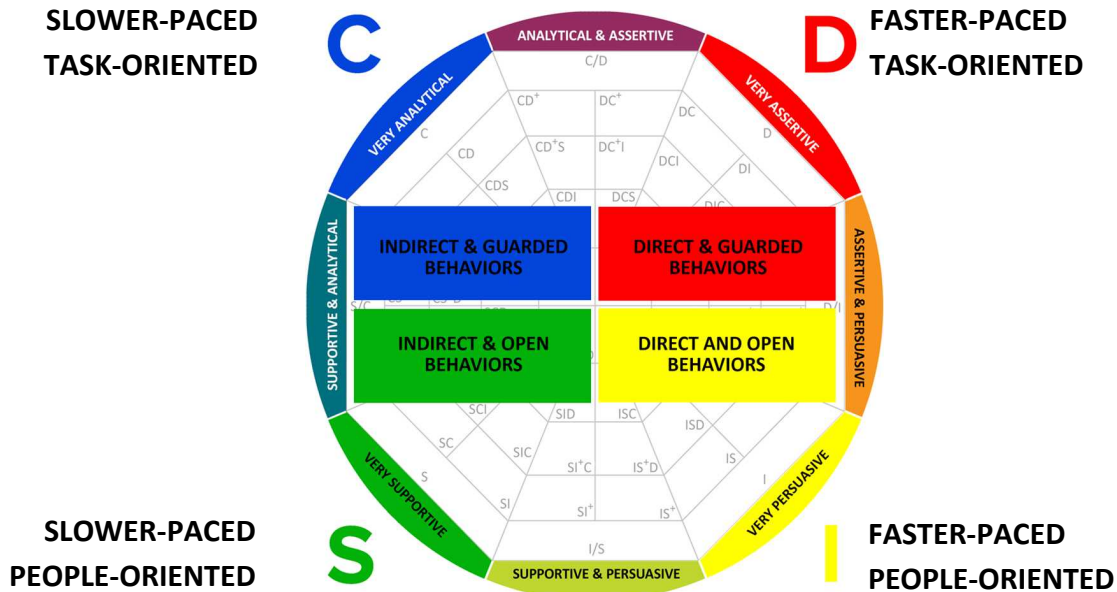 SLOWER-PACED
TASK-ORIENTED
C
ANALYTICAL & ASSERTIVE
D
FASTER-PACED
TASK-ORIENTED
VERY ANALYTICAL
VERY ASSERTIVE
C/D
CD⁺
DC⁺
C
DC
D
CD
CD⁺S
DC⁺I
DCI
DI
CDS
CDI
DCS
DIC
SUPPORTIVE & ANALYTICAL
INDIRECT & GUARDED
BEHAVIORS
DIRECT & GUARDED
BEHAVIORS
ASSERTIVE & PERSUASIVE
S/C
D/I
INDIRECT & OPEN
BEHAVIORS
DIRECT AND OPEN
BEHAVIORS
SCI
SID
ISC
ISD
SC
SIC
IS
S
SI⁺C
IS⁺D
I
SI
SI⁺
IS⁺
VERY SUPPORTIVE
VERY PERSUASIVE
I/S
SLOWER-PACED
PEOPLE-ORIENTED
S
SUPPORTIVE & PERSUASIVE
I
FASTER-PACED
PEOPLE-ORIENTED